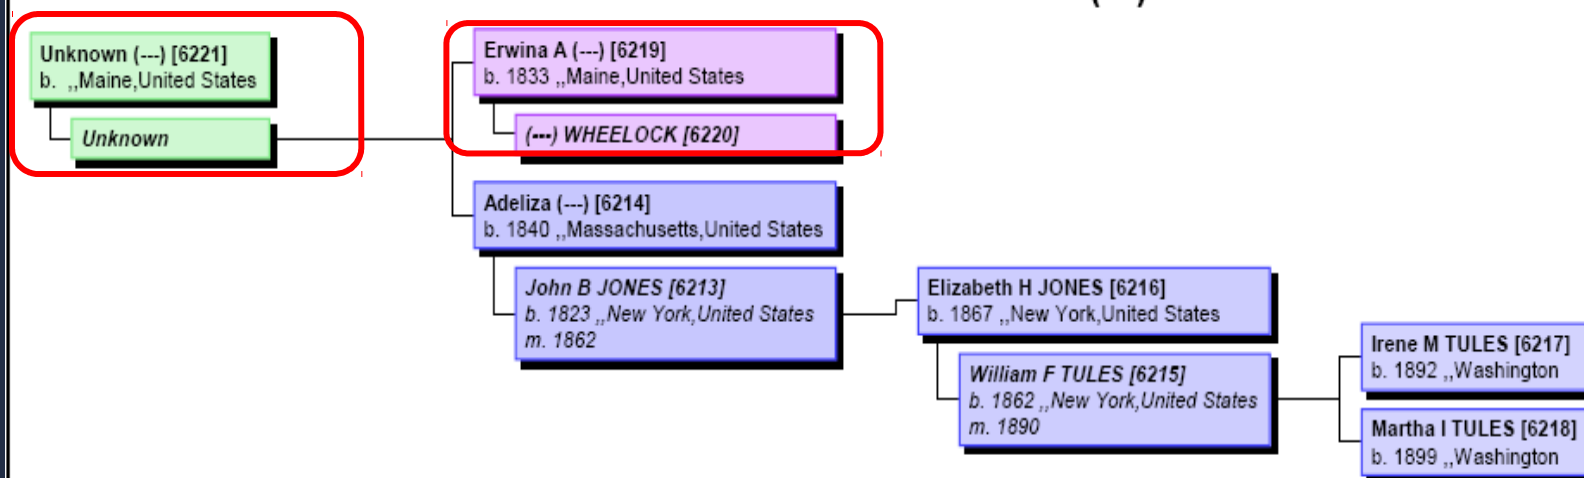 Unknown (---) [6221]
b. ,,Maine,United States
Unknown
Erwina A (---) [6219]
b. 1833 ,,Maine,United States
(---) WHEELOCK [6220]
Adeliza (---) [6214]
b. 1840 ,,Massachusetts,United States
John B JONES [6213]
b. 1823 ,,New York,United States
m. 1862
Elizabeth H JONES [6216]
b. 1867 ,,New York,United States
William F TULES [6215]
b. 1862 ,,New York,United States
m. 1890
Irene M TULES [6217]
b. 1892 ,,Washington
Martha I TULES [6218]
b. 1899 ,,Washington